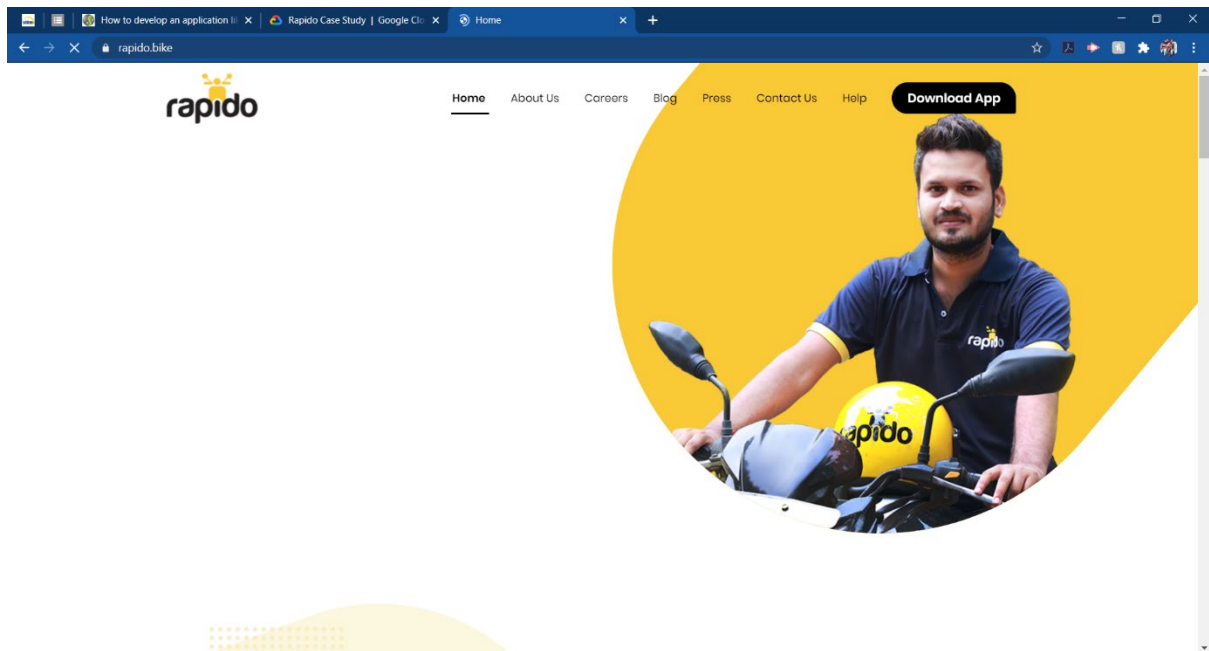 How to develop an application li
Rapido Case Study | Google Clo
Home
rapido.bike
rapido
Home About Us Careers Blog Press Contact Us Help Download App
rapido
rapido